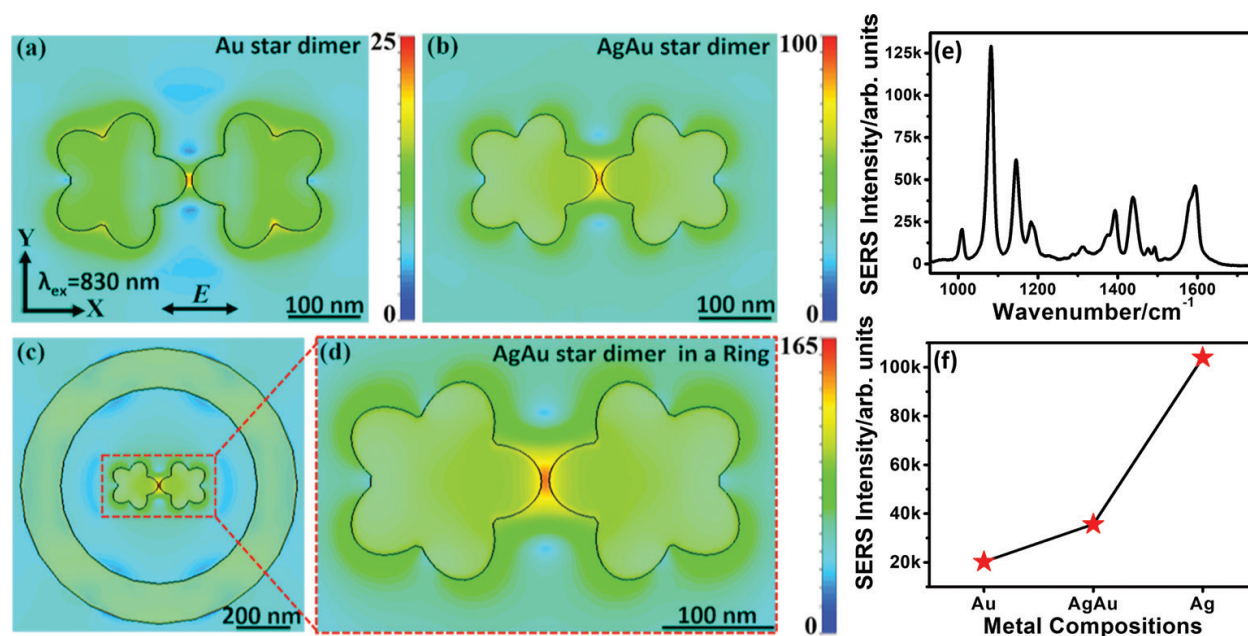 (a) Au star dimer
25
0
Y
X
λex=830 nm
E
100 nm
(b) AgAu star dimer
100
0
100 nm
(c)
200 nm
(d) AgAu star dimer in a Ring
165
0
100 nm
(e)
SERS Intensity/arb. units
125k
100k
75k
50k
25k
0
1000 1200 1400 1600
Wavenumber/cm⁻¹
(f)
SERS Intensity/arb. units
100k
80k
60k
40k
20k
Au AgAu Ag
Metal Compositions